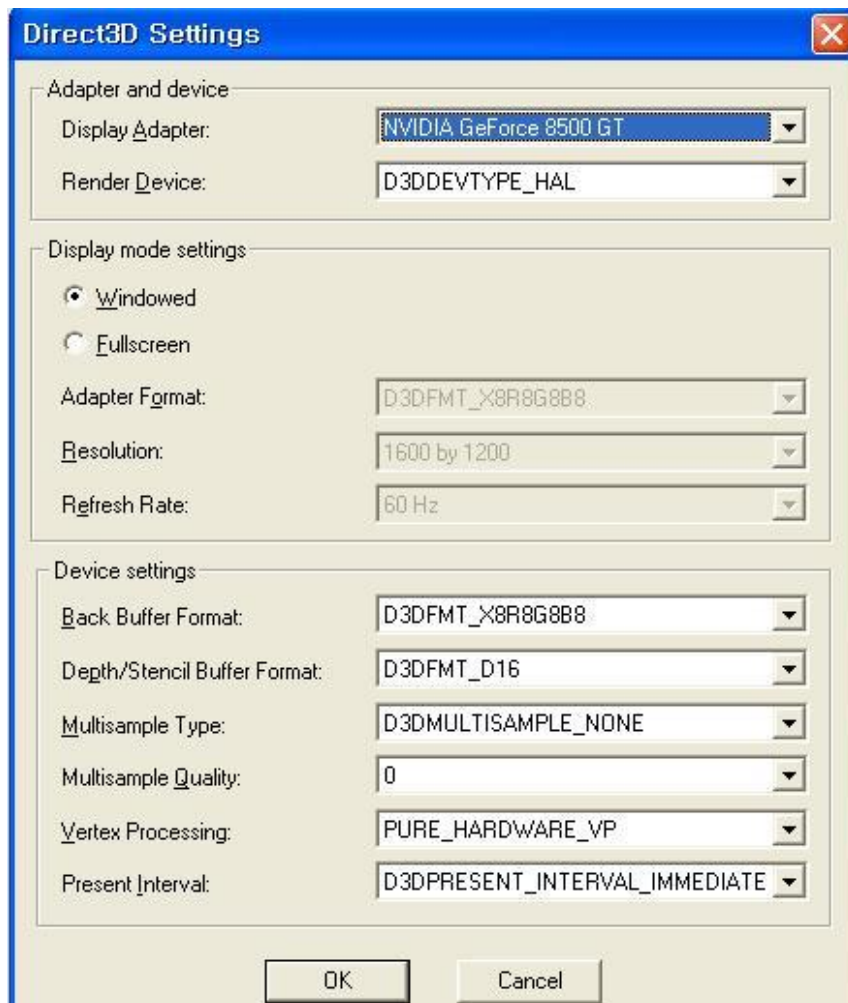 Direct3D Settings
Adapter and device
Display Adapter: NVIDIA GeForce 8500 GT
Render Device: D3DDEVTYPE_HAL
Display mode settings
Windowed
Fullscreen
Adapter Format: D3DFMT_X8R8G8B8
Resolution: 1600 by 1200
Refresh Rate: 60 Hz
Device settings
Back Buffer Format: D3DFMT_X8R8G8B8
Depth/Stencil Buffer Format: D3DFMT_D16
Multisample Type: D3DMULTISAMPLE_NONE
Multisample Quality: 0
Vertex Processing: PURE_HARDWARE_VP
Present Interval: D3DPRESENT_INTERVAL_IMMEDIATE
OK Cancel